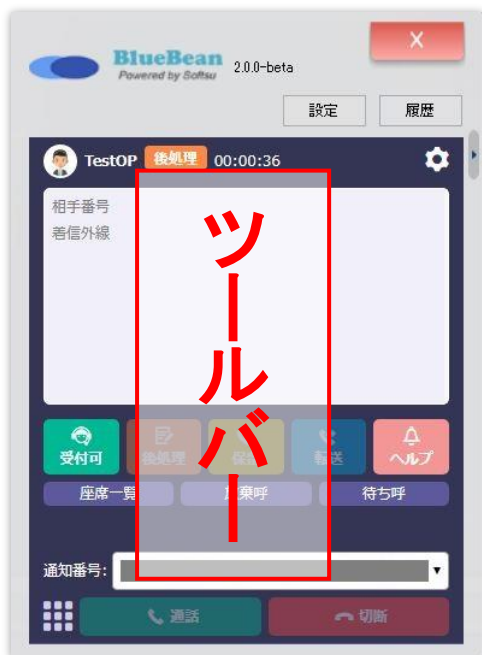 BlueBean
Powered by Softsu
2.0.0-beta
X
設定
履歴
TestOP
後処理
00:00:36
相手番号
着信外線
ツールバー
受付可
後処理
転送
ヘルプ
座席一覧
待ち呼
通知番号:
通話
切断